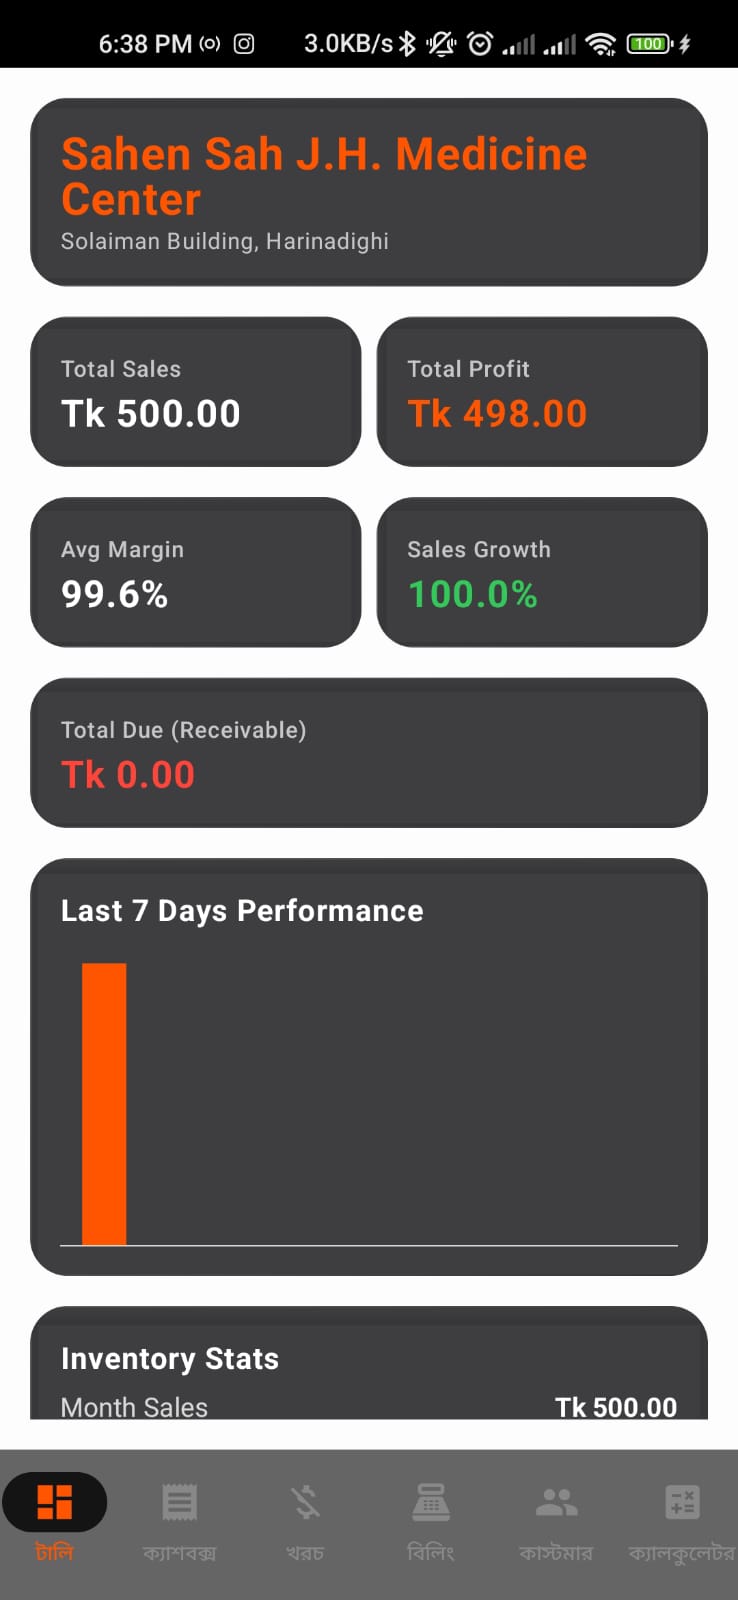 6:38 PM 3.0KB/s 100
Sahen Sah J.H. Medicine
Center
Solaiman Building, Harinadighi
Total Sales
Tk 500.00
Total Profit
Tk 498.00
Avg Margin
99.6%
Sales Growth
100.0%
Total Due (Receivable)
Tk 0.00
Last 7 Days Performance
Inventory Stats
Month Sales Tk 500.00
টালি ক্যাশবক্স খরচ বিলিং কাস্টমার ক্যালকুলেটর